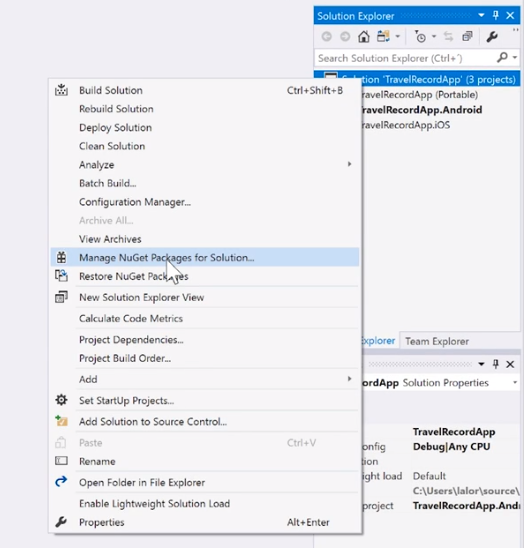 Solution Explorer
Search Solution Explorer (Ctrl+´)
Solution 'TravelRecordApp' (3 projects)
TravelRecordApp (Portable)
TravelRecordApp.Android
TravelRecordApp.iOS
Build Solution Ctrl+Shift+B
Rebuild Solution
Deploy Solution
Clean Solution
Analyze
Batch Build...
Configuration Manager...
Archive All...
View Archives
Manage NuGet Packages for Solution...
Restore NuGet Packages
New Solution Explorer View
Calculate Code Metrics
Project Dependencies...
Project Build Order...
Add
Set StartUp Projects...
Add Solution to Source Control...
Paste Ctrl+V
Rename
Open Folder in File Explorer
Enable Lightweight Solution Load
Properties Alt+Enter
Explorer Team Explorer
ordApp Solution Properties
TravelRecordApp
onfig Debug|Any CPU
tion
ight load Default
C:\Users\lalor\source\
project TravelRecordApp.And